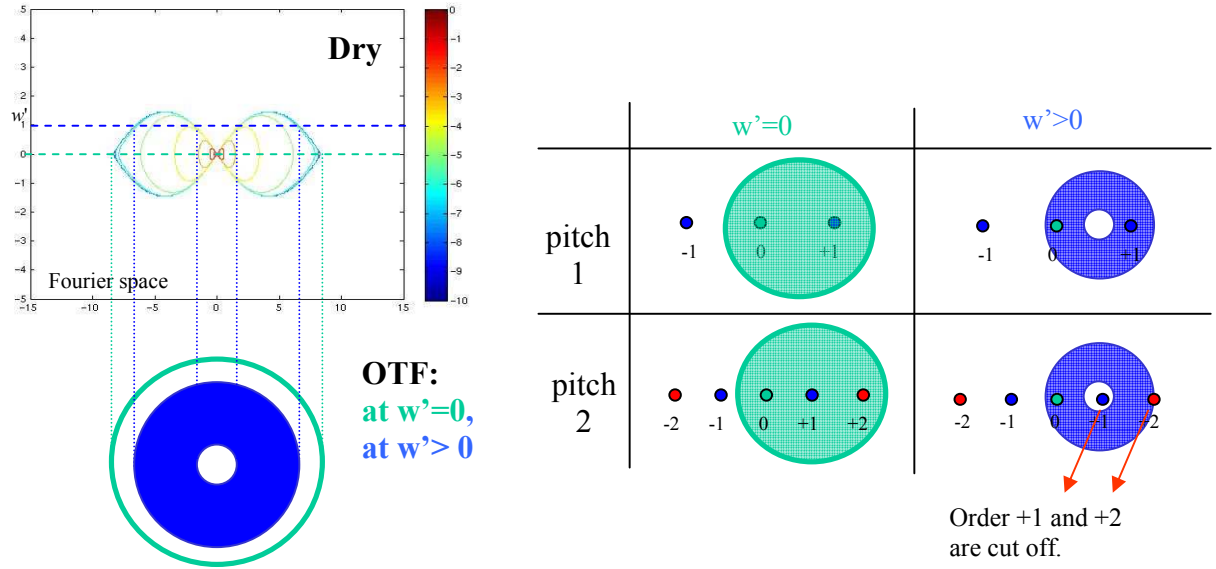 5
4
3
2
1
0
-1
-2
-3
-4
-5
w'
Dry
Fourier space
-15
-10
-5
0
5
10
15
0
-1
-2
-3
-4
-5
-6
-7
-8
-9
-10
OTF:
at w'=0,
at w'> 0
w'=0
w'>0
pitch
1
-1 0 +1
-1 0 +1
pitch
2
-2 -1 0 +1 +2
-2 -1 0 -1 2
Order +1 and +2
are cut off.